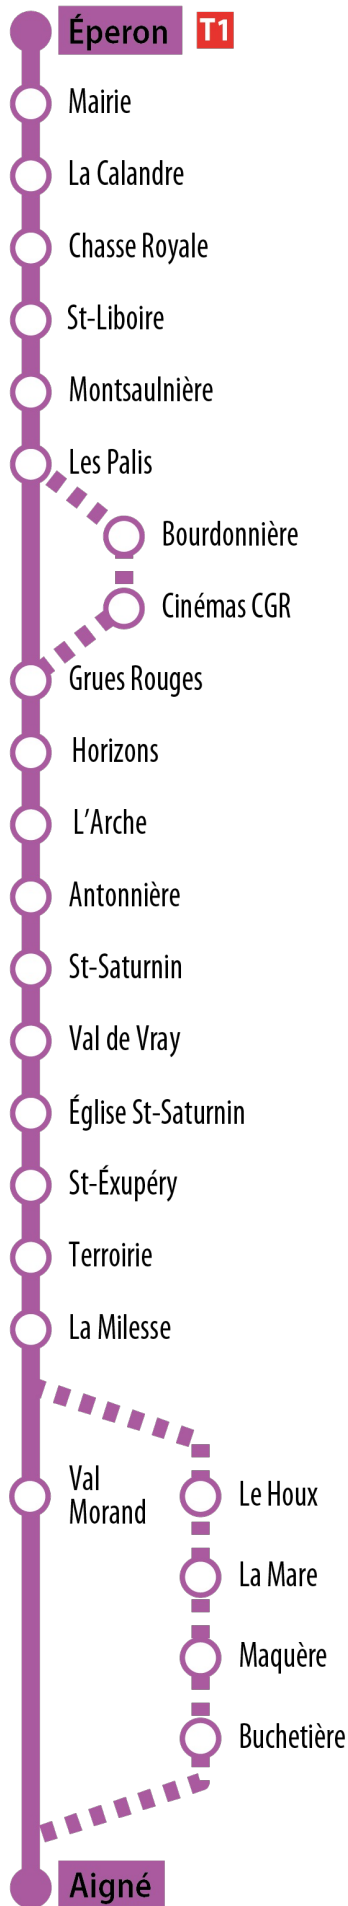 Éperon T1
Mairie
La Calandre
Chasse Royale
St-Liboire
Montsaulnière
Les Palis
Bourdonnière
Cinémas CGR
Grues Rouges
Horizons
L’Arche
Antonnière
St-Saturnin
Val de Vray
Église St-Saturnin
St-Éxupéry
Terroirie
La Milesse
Val
Morand
Le Houx
La Mare
Maquère
Buchetière
Aigné